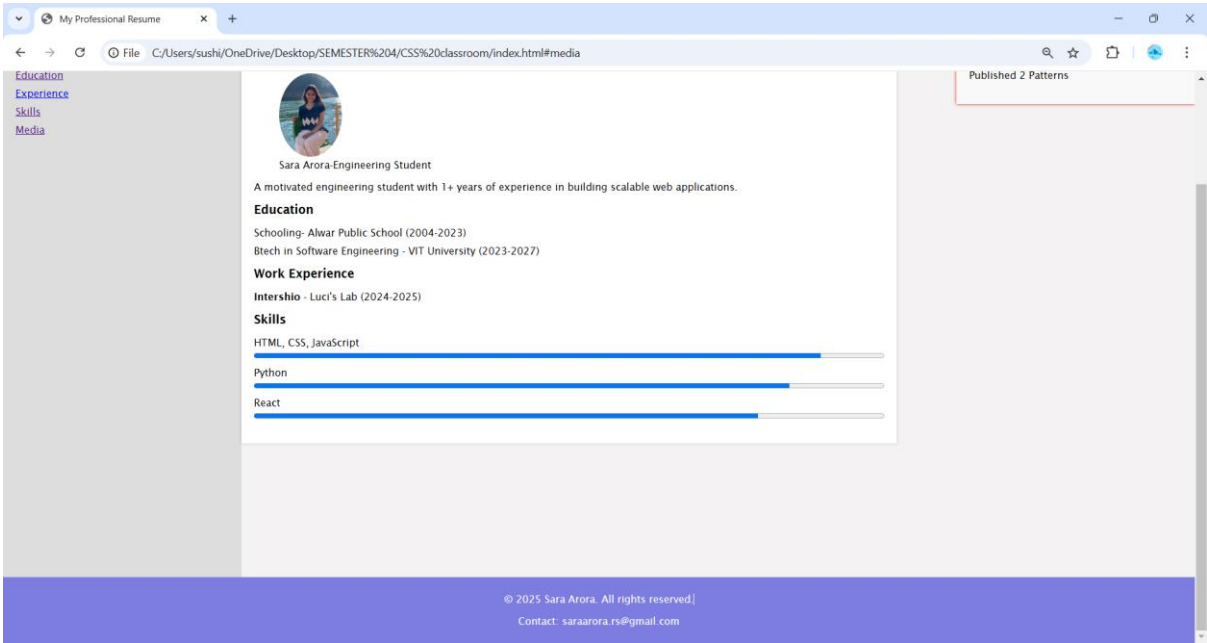 My Professional Resume
File C:/Users/sushi/OneDrive/Desktop/SEMESTER%204/CSS%20classroom/index.html#media
Education
Experience
Skills
Media
Sara Arora-Engineering Student
A motivated engineering student with 1+ years of experience in building scalable web applications.
Education
Schooling- Alwar Public School (2004-2023)
Btech in Software Engineering - VIT University (2023-2027)
Work Experience
Intershio - Luci's Lab (2024-2025)
Skills
HTML, CSS, JavaScript
Python
React
Published 2 Patterns
© 2025 Sara Arora. All rights reserved.
Contact: saraarora.rs@gmail.com